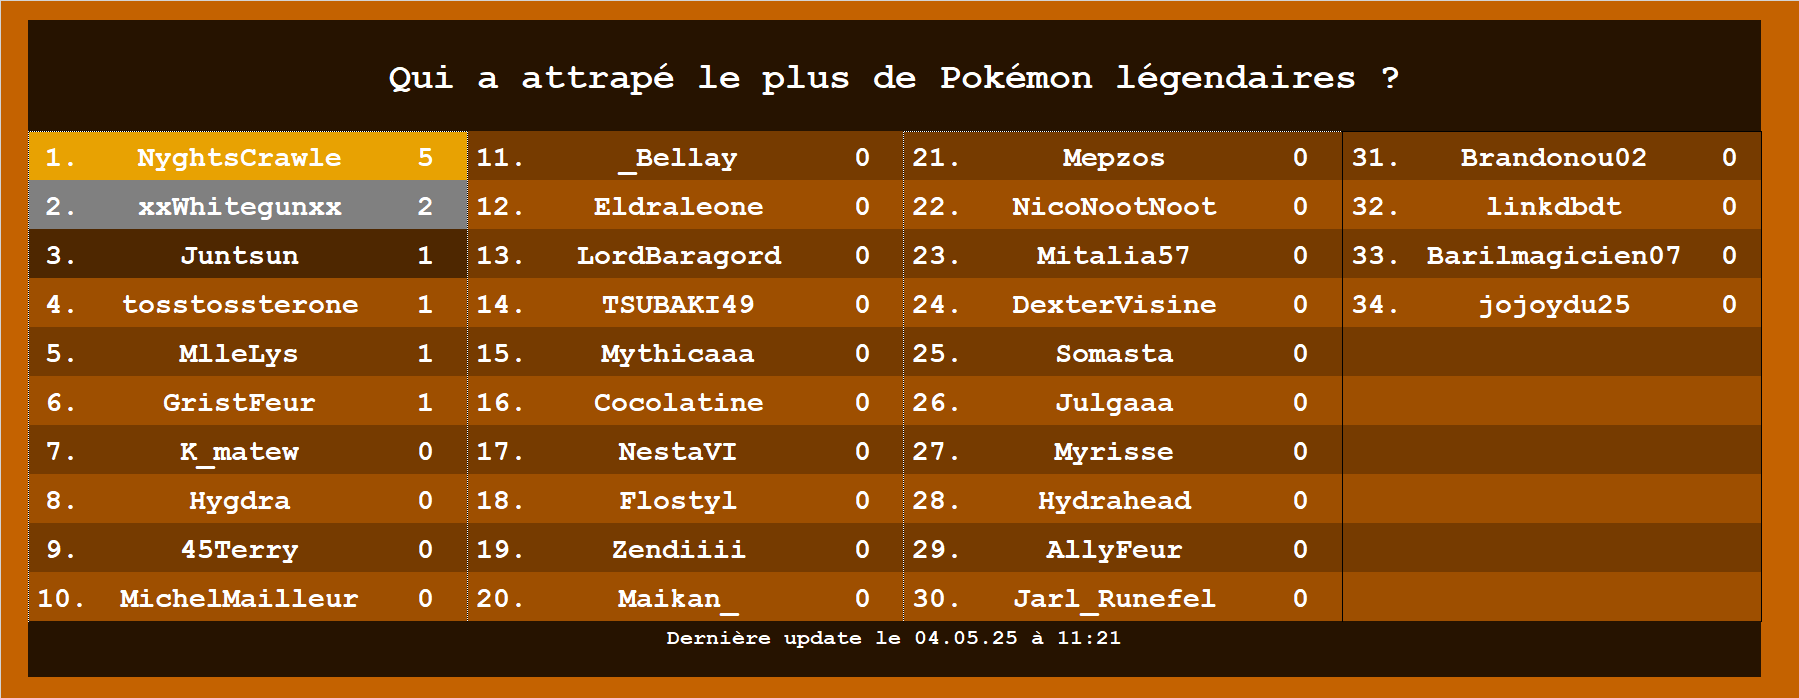 Qui a attrapé le plus de Pokémon légendaires ?
1. NyghtsCrawle 5 11. _Bellay 0 21. Mepzos 0 31. Brandonou02 0
2. xxWhitegunxx 2 12. Eldraleone 0 22. NicoNootNoot 0 32. linkdbdt 0
3. Juntsun 1 13. LordBaragord 0 23. Mitalia57 0 33. Barilmagicien07 0
4. tosstossterone 1 14. TSUBAKI49 0 24. DexterVisine 0 34. jojoydu25 0
5. MlleLys 1 15. Mythicaaa 0 25. Somasta 0
6. GristFeur 1 16. Cocolatine 0 26. Julgaaa 0
7. K_matew 0 17. NestaVI 0 27. Myrisse 0
8. Hygdra 0 18. Flostyl 0 28. Hydrahead 0
9. 45Terry 0 19. Zendiiii 0 29. AllyFeur 0
10. MichelMailleur 0 20. Maikan_ 0 30. Jarl_Runefel 0
Dernière update le 04.05.25 à 11:21